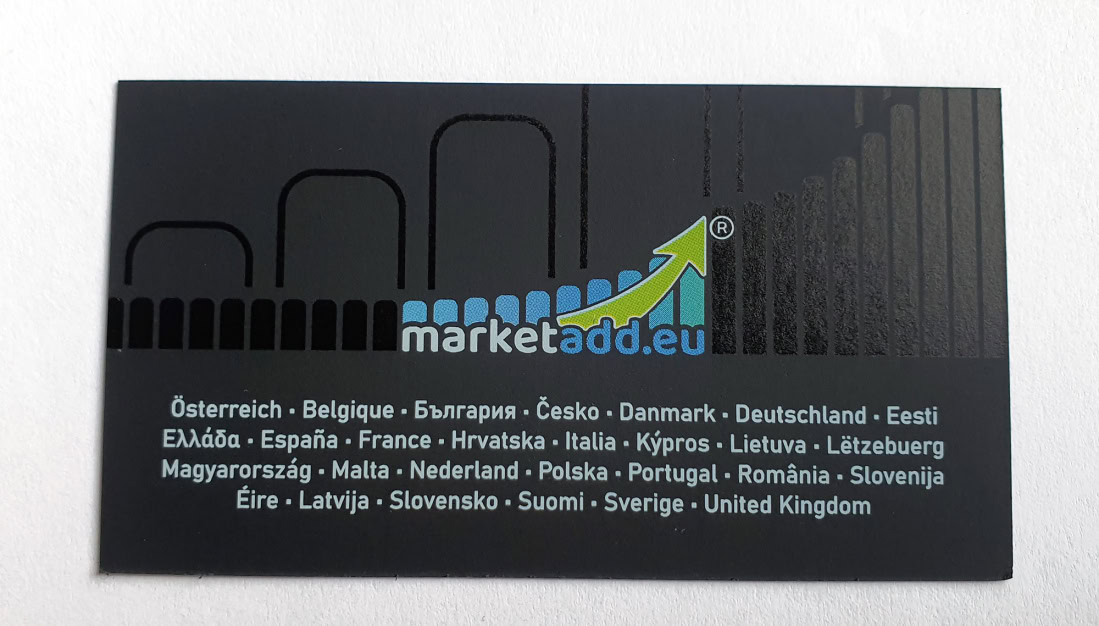 marketadd.eu®
Österreich · Belgique · България · Česko · Danmark · Deutschland · Eesti
Ελλάδα · España · France · Hrvatska · Italia · Kýpros · Lietuva · Lëtzebuerg
Magyarország · Malta · Nederland · Polska · Portugal · România · Slovenija
Éire · Latvija · Slovensko · Suomi · Sverige · United Kingdom